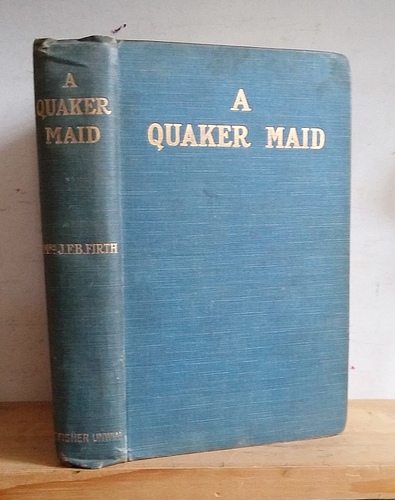 A
QUAKER
MAID
Mrs. J.F.B. FIRTH
FISHER UNWIN
A
QUAKER MAID